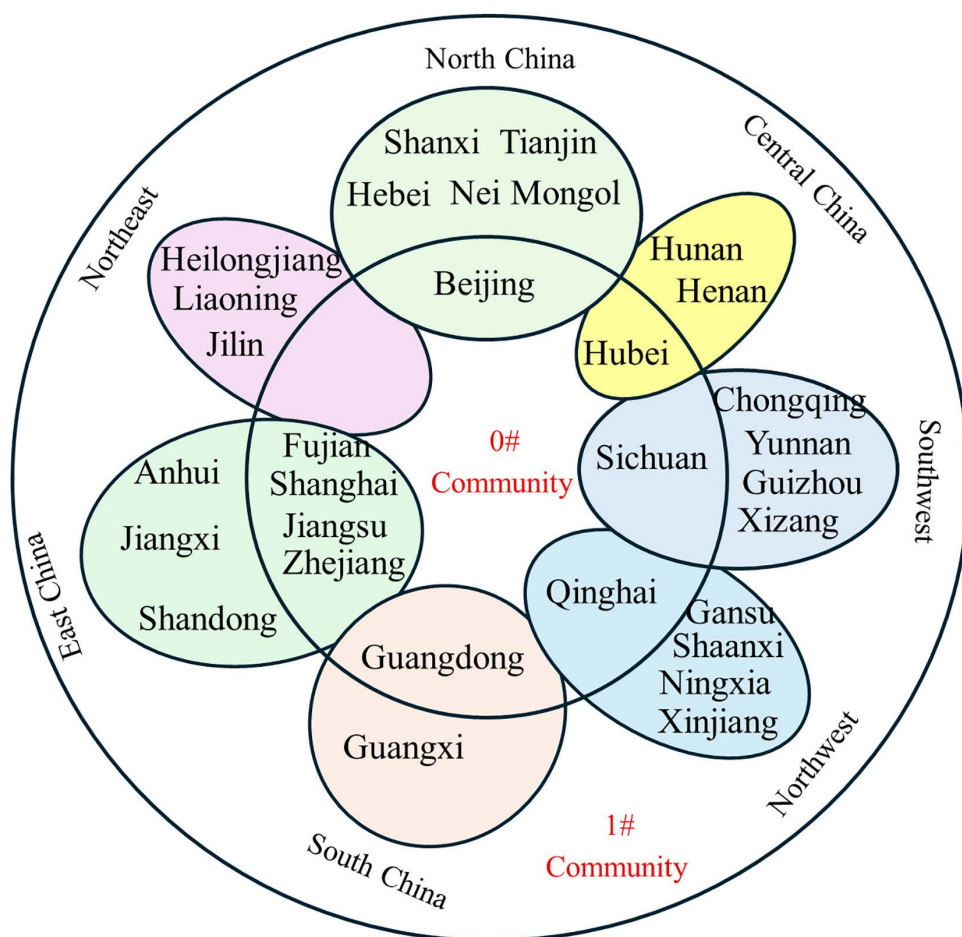 North China
Shanxi Tianjin
Hebei Nei Mongol
Beijing
Central China
Hunan
Henan
Hubei
Northeast
Heilongjiang
Liaoning
Jilin
Southwest
Chongqing
Yunnan
Sichuan
Guizhou
Xizang
0#
Community
East China
Anhui
Jiangxi
Shandong
Fujian
Shanghai
Jiangsu
Zhejiang
Northwest
Qinghai
Gansu
Shaanxi
Ningxia
Xinjiang
South China
Guangdong
Guangxi
1#
Community